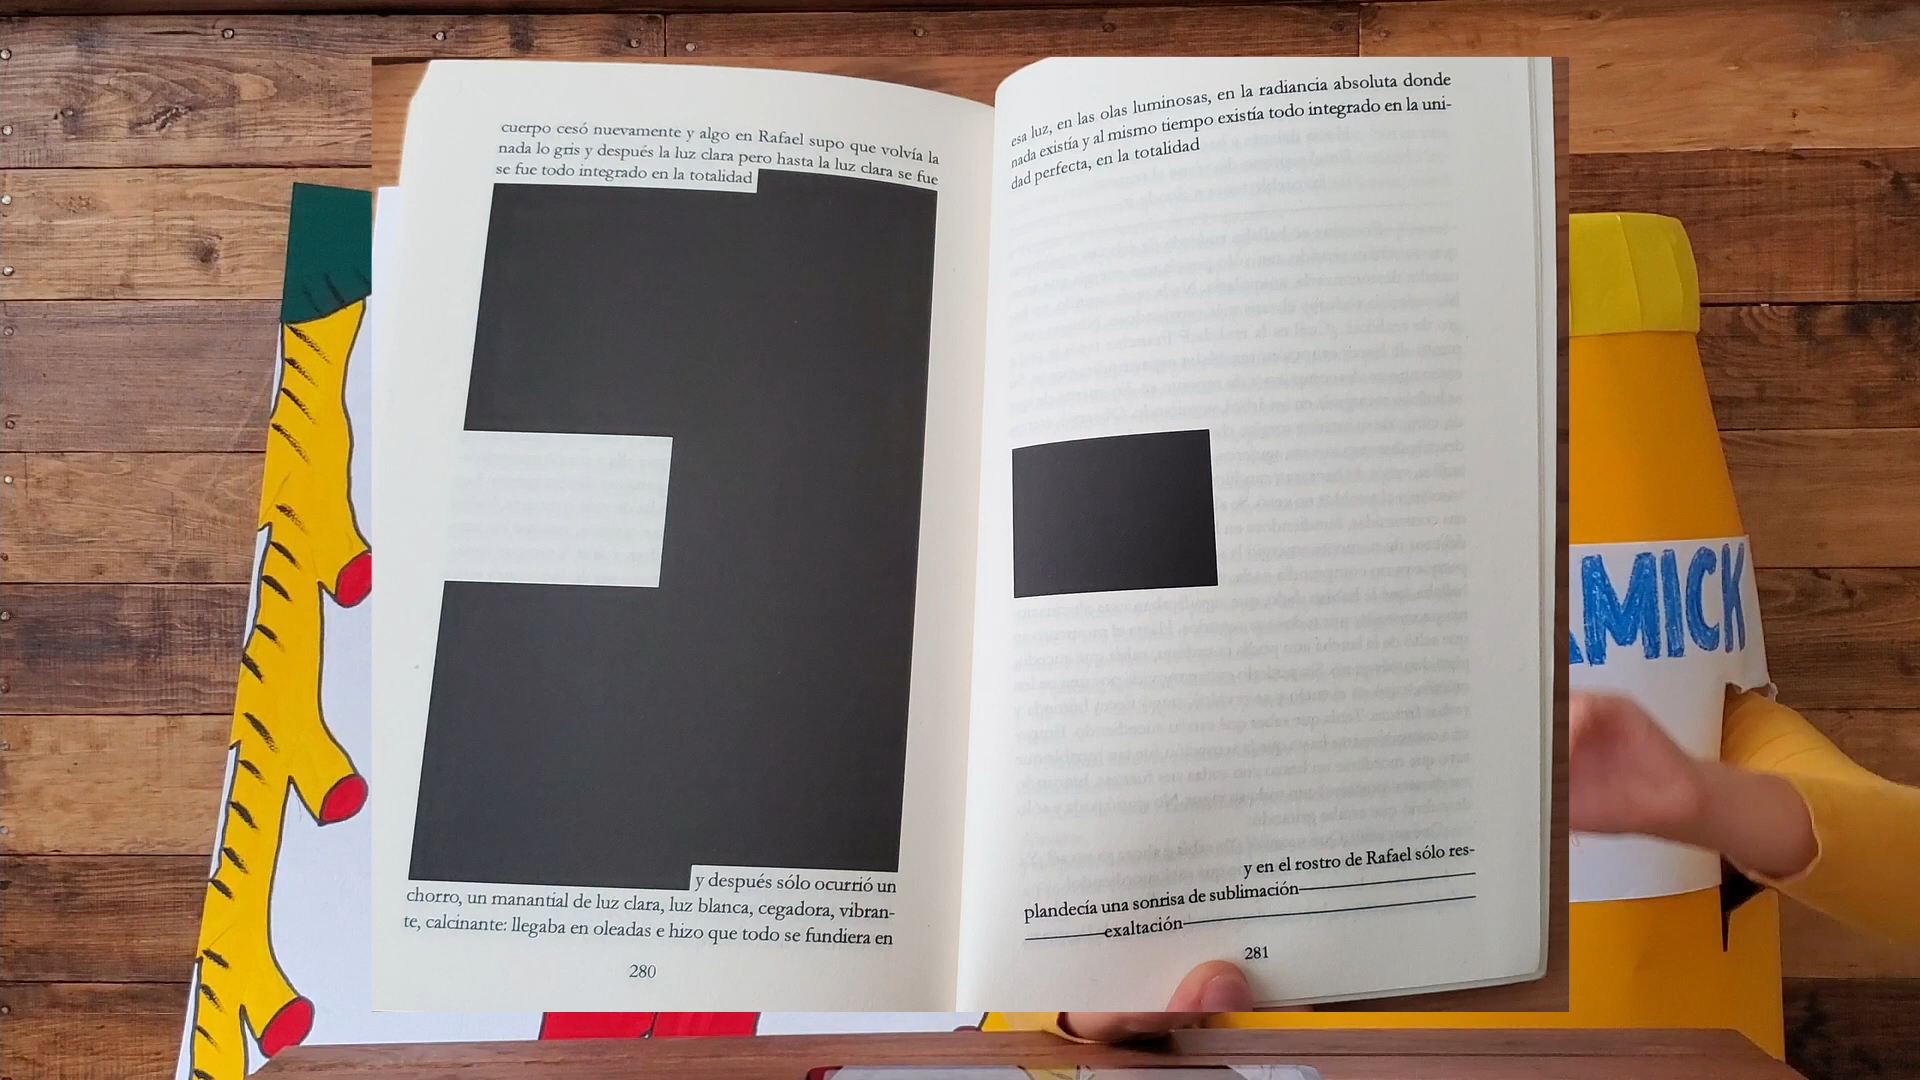 cuerpo cesó nuevamente y algo en Rafael supo que volvía la
nada lo gris y después la luz clara pero hasta la luz clara se fue
se fue todo integrado en la totalidad
y después sólo ocurrió un
chorro, un manantial de luz clara, luz blanca, cegadora, vibran-
te, calcinante: llegaba en oleadas e hizo que todo se fundiera en
280
esa luz, en las olas luminosas, en la radiancia absoluta donde
nada existía y al mismo tiempo existía todo integrado en la uni-
dad perfecta, en la totalidad
y en el rostro de Rafael sólo res-
plandecía una sonrisa de sublimación
exaltación
281
AMICK